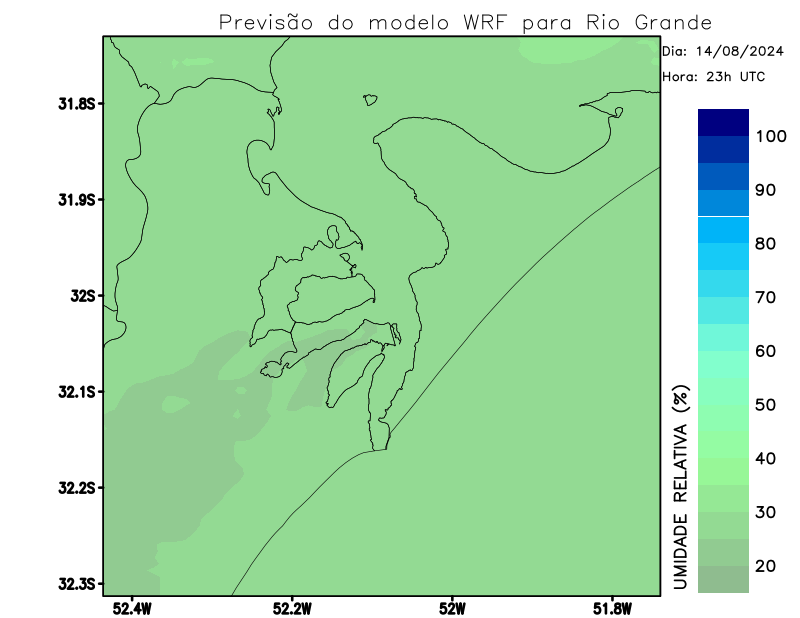 Previsão do modelo WRF para Rio Grande
Dia: 14/08/2024
Hora: 23h UTC
31.8S
31.9S
32S
32.1S
32.2S
32.3S
52.4W
52.2W
52W
51.8W
UMIDADE RELATIVA (%)
100
90
80
70
60
50
40
30
20